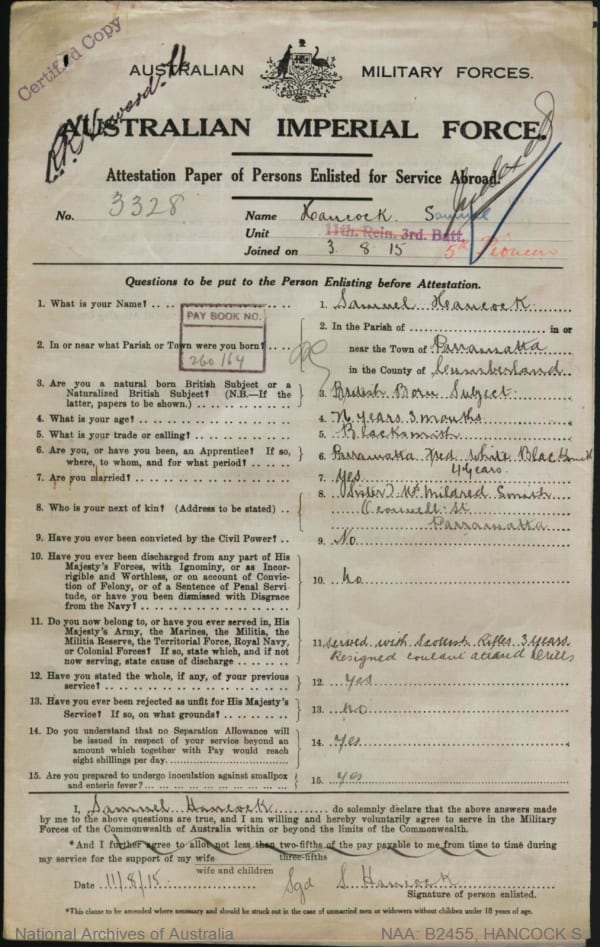 Certified Copy
AUSTRALIAN MILITARY FORCES.
AUSTRALIAN IMPERIAL FORCE.
Attestation Paper of Persons Enlisted for Service Abroad.
No. 3328 Name Hancock. Samuel
Unit 11th. Rein. 3rd. Batt. 5th Pioneers
Joined on 3. 8 15
Questions to be put to the Person Enlisting before Attestation.
1. What is your Name? .. .. 1. Samuel Hancock
PAY BOOK NO.
260164
2. In or near what Parish or Town were you born? 2. In the Parish of in or
near the Town of Parramatta
in the County of Cumberland
3. Are you a natural born British Subject or a
Naturalized British Subject? (N.B.—If the
latter, papers to be shown.) 3. British Born Subject.
4. What is your age? 4. years 3 months
5. What is your trade or calling? 5. Blacksmith
6. Are you, or have you been, an Apprentice? If so,
where, to whom, and for what period? 6. Parramatta Fred White Blacksmith
4 years.
7. Are you married? 7. yes
8. Who is your next of kin? (Address to be stated) 8. (Sister) Mrs Mildred Smith
St
Parramatta
9. Have you ever been convicted by the Civil Power? 9. No
10. Have you ever been discharged from any part of His
Majesty's Forces, with Ignominy, or as Incor-
rigible and Worthless, or on account of Convic-
tion of Felony, or of a Sentence of Penal Servi-
tude, or have you been dismissed with Disgrace
from the Navy? 10. No
11. Do you now belong to, or have you ever served in, His
Majesty's Army, the Marines, the Militia, the
Militia Reserve, the Territorial Force, Royal Navy,
or Colonial Forces? If so, state which, and if not
now serving, state cause of discharge 11. Served with Scottish Rifles 3 years.
Resigned attend Drills
12. Have you stated the whole, if any, of your previous
service? 12. yes
13. Have you ever been rejected as unfit for His Majesty's
Service? If so, on what grounds? 13. no
14. Do you understand that no Separation Allowance will
be issued in respect of your service beyond an
amount which together with Pay would reach
eight shillings per day. 14. yes
15. Are you prepared to undergo inoculation against smallpox
and enteric fever? 15. yes
I, Samuel Hancock do solemnly declare that the above answers made
by me to the above questions are true, and I am willing and hereby voluntarily agree to serve in the Military
Forces of the Commonwealth of Australia within or beyond the limits of the Commonwealth.
*And I further agree to allot not less than two-fifths of the pay payable to me from time to time during
three-fifths
my service for the support of my wife
wife and children
Date 11/8/15. Sgd S. Hancock
Signature of person enlisted.
*This clause to be amended where necessary and should be struck out in the case of unmarried men or widowers without children under 18 years of age.
National Archives of Australia NAA: B2455, HANCOCK S